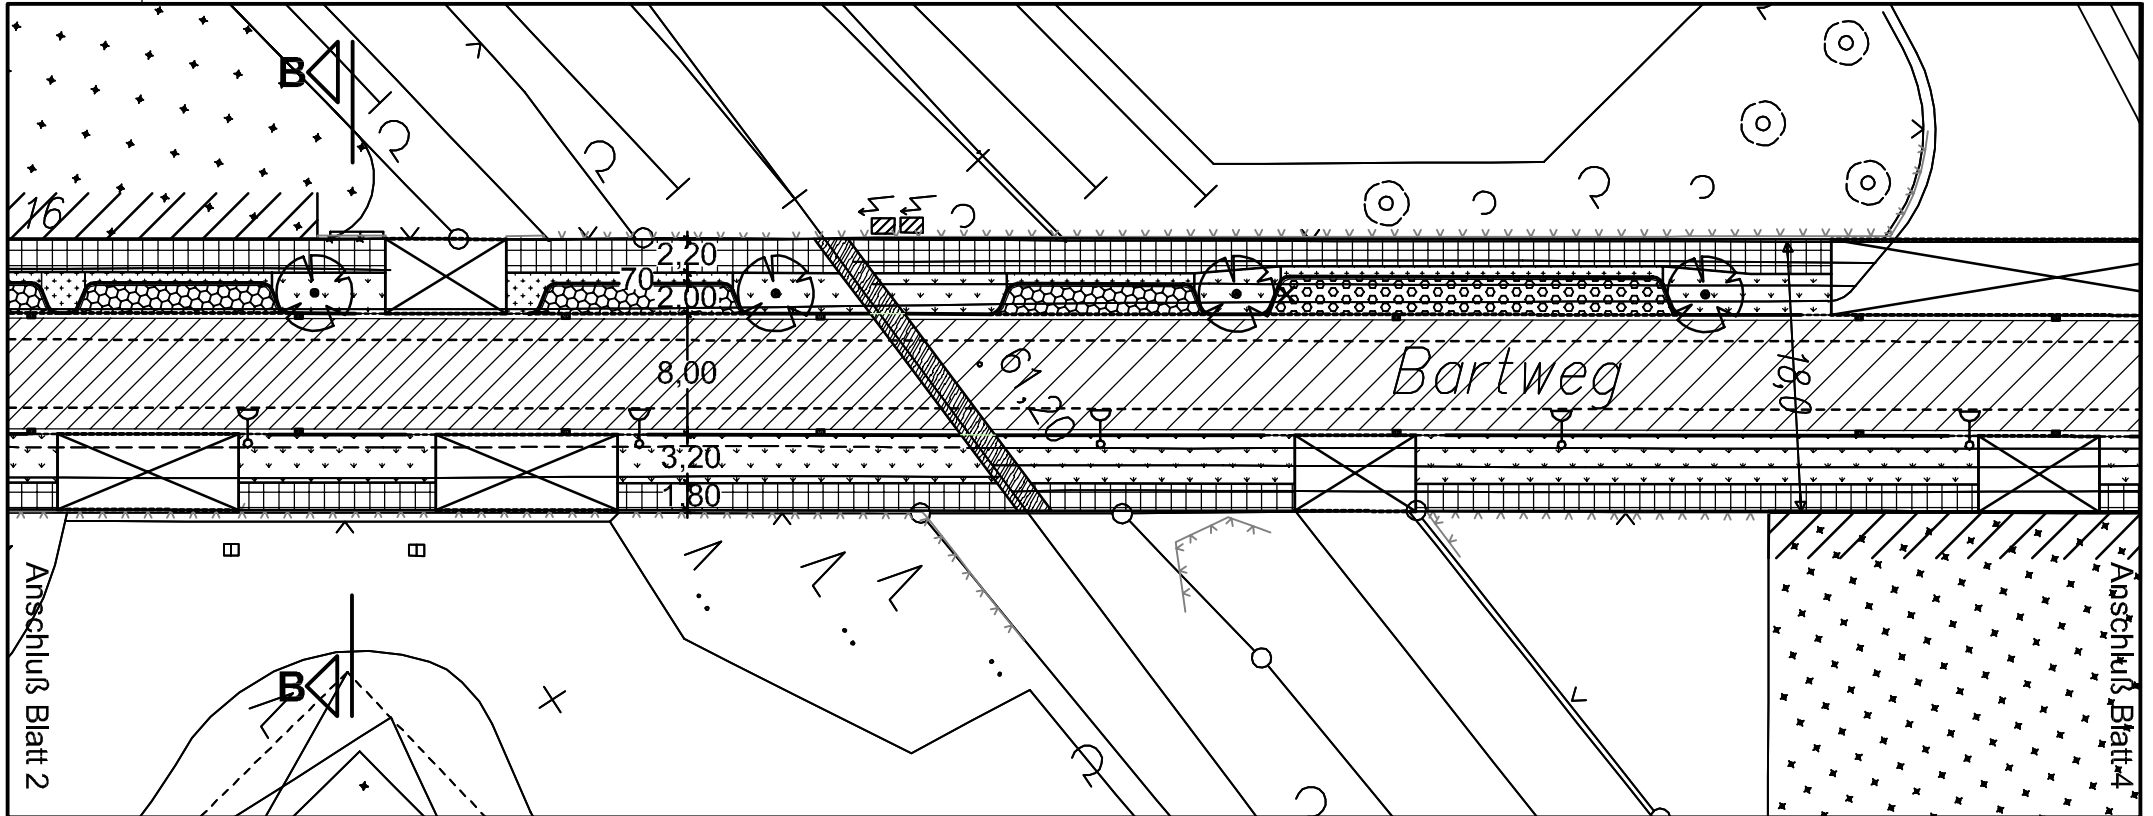 B
16
2,20
70
2,00
8,00
61,20
Bartweg
18,0
3,20
1,80
Anschluß Blatt 2
B
Anschluß Blatt 4